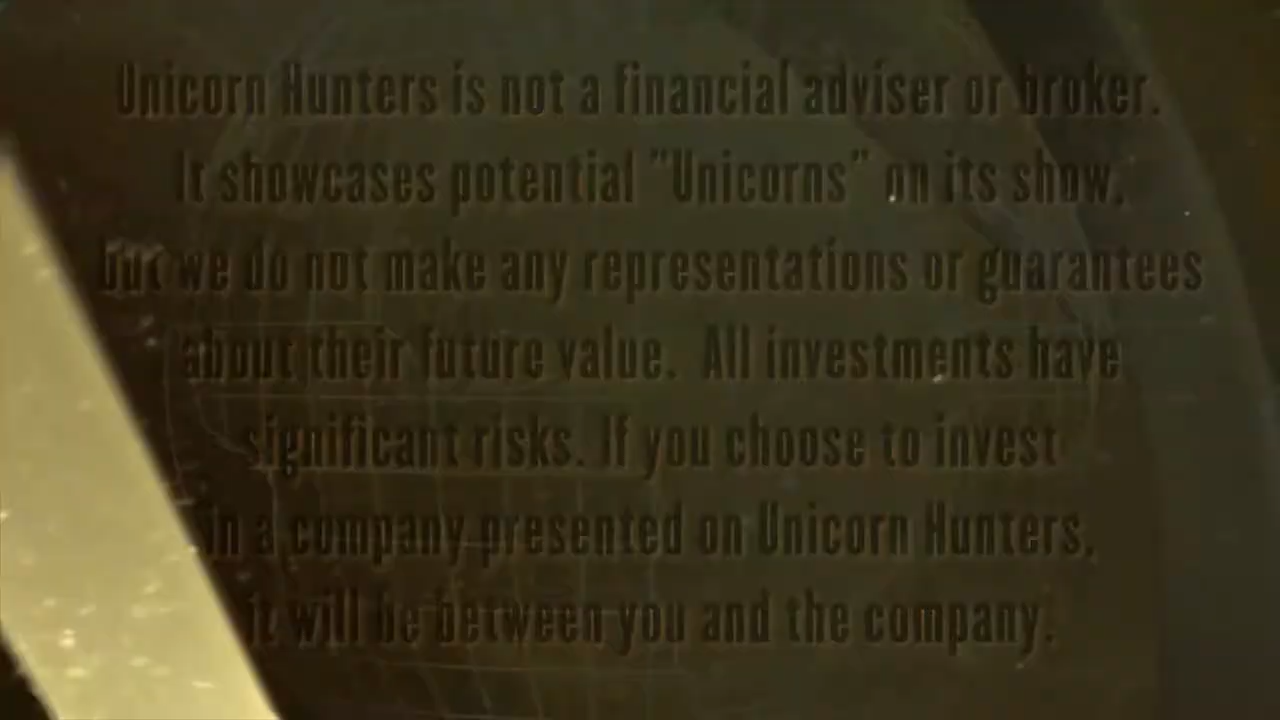 Unicorn Hunters is not a financial adviser or broker.
It showcases potential "Unicorns" on its show,
but we do not make any representations or guarantees
about their future value. All investments have
significant risks. If you choose to invest
in a company presented on Unicorn Hunters,
it will be between you and the company.